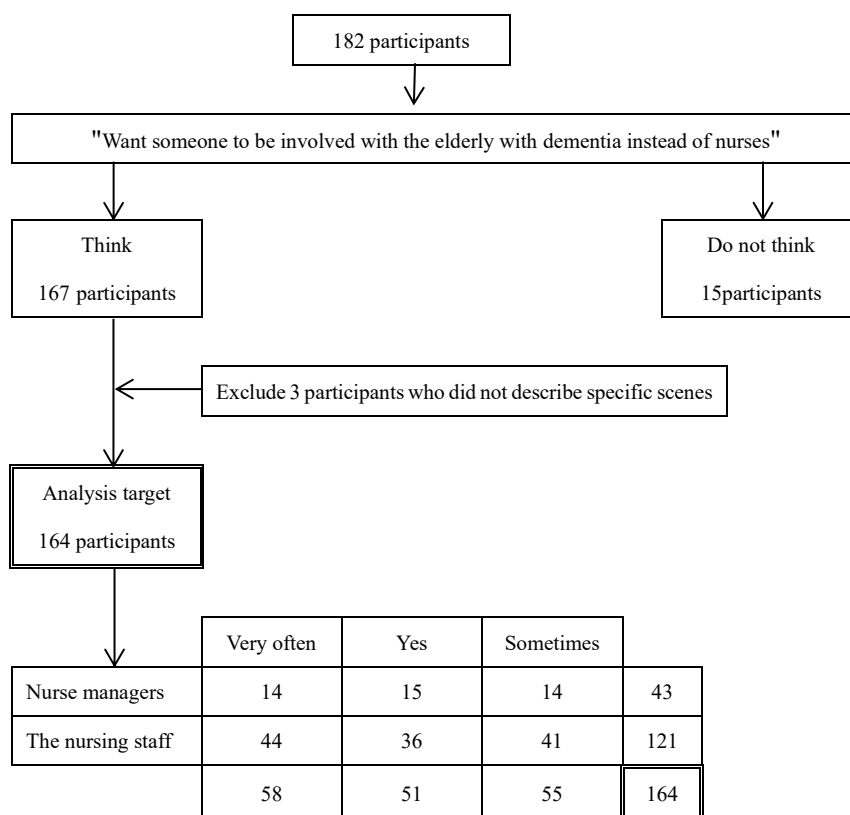 182 participants
"Want someone to be involved with the elderly with dementia instead of nurses"
Think
167 participants
Do not think
15participants
Exclude 3 participants who did not describe specific scenes
Analysis target
164 participants
Very often Yes Sometimes
Nurse managers 14 15 14 43
The nursing staff 44 36 41 121
58 51 55 164